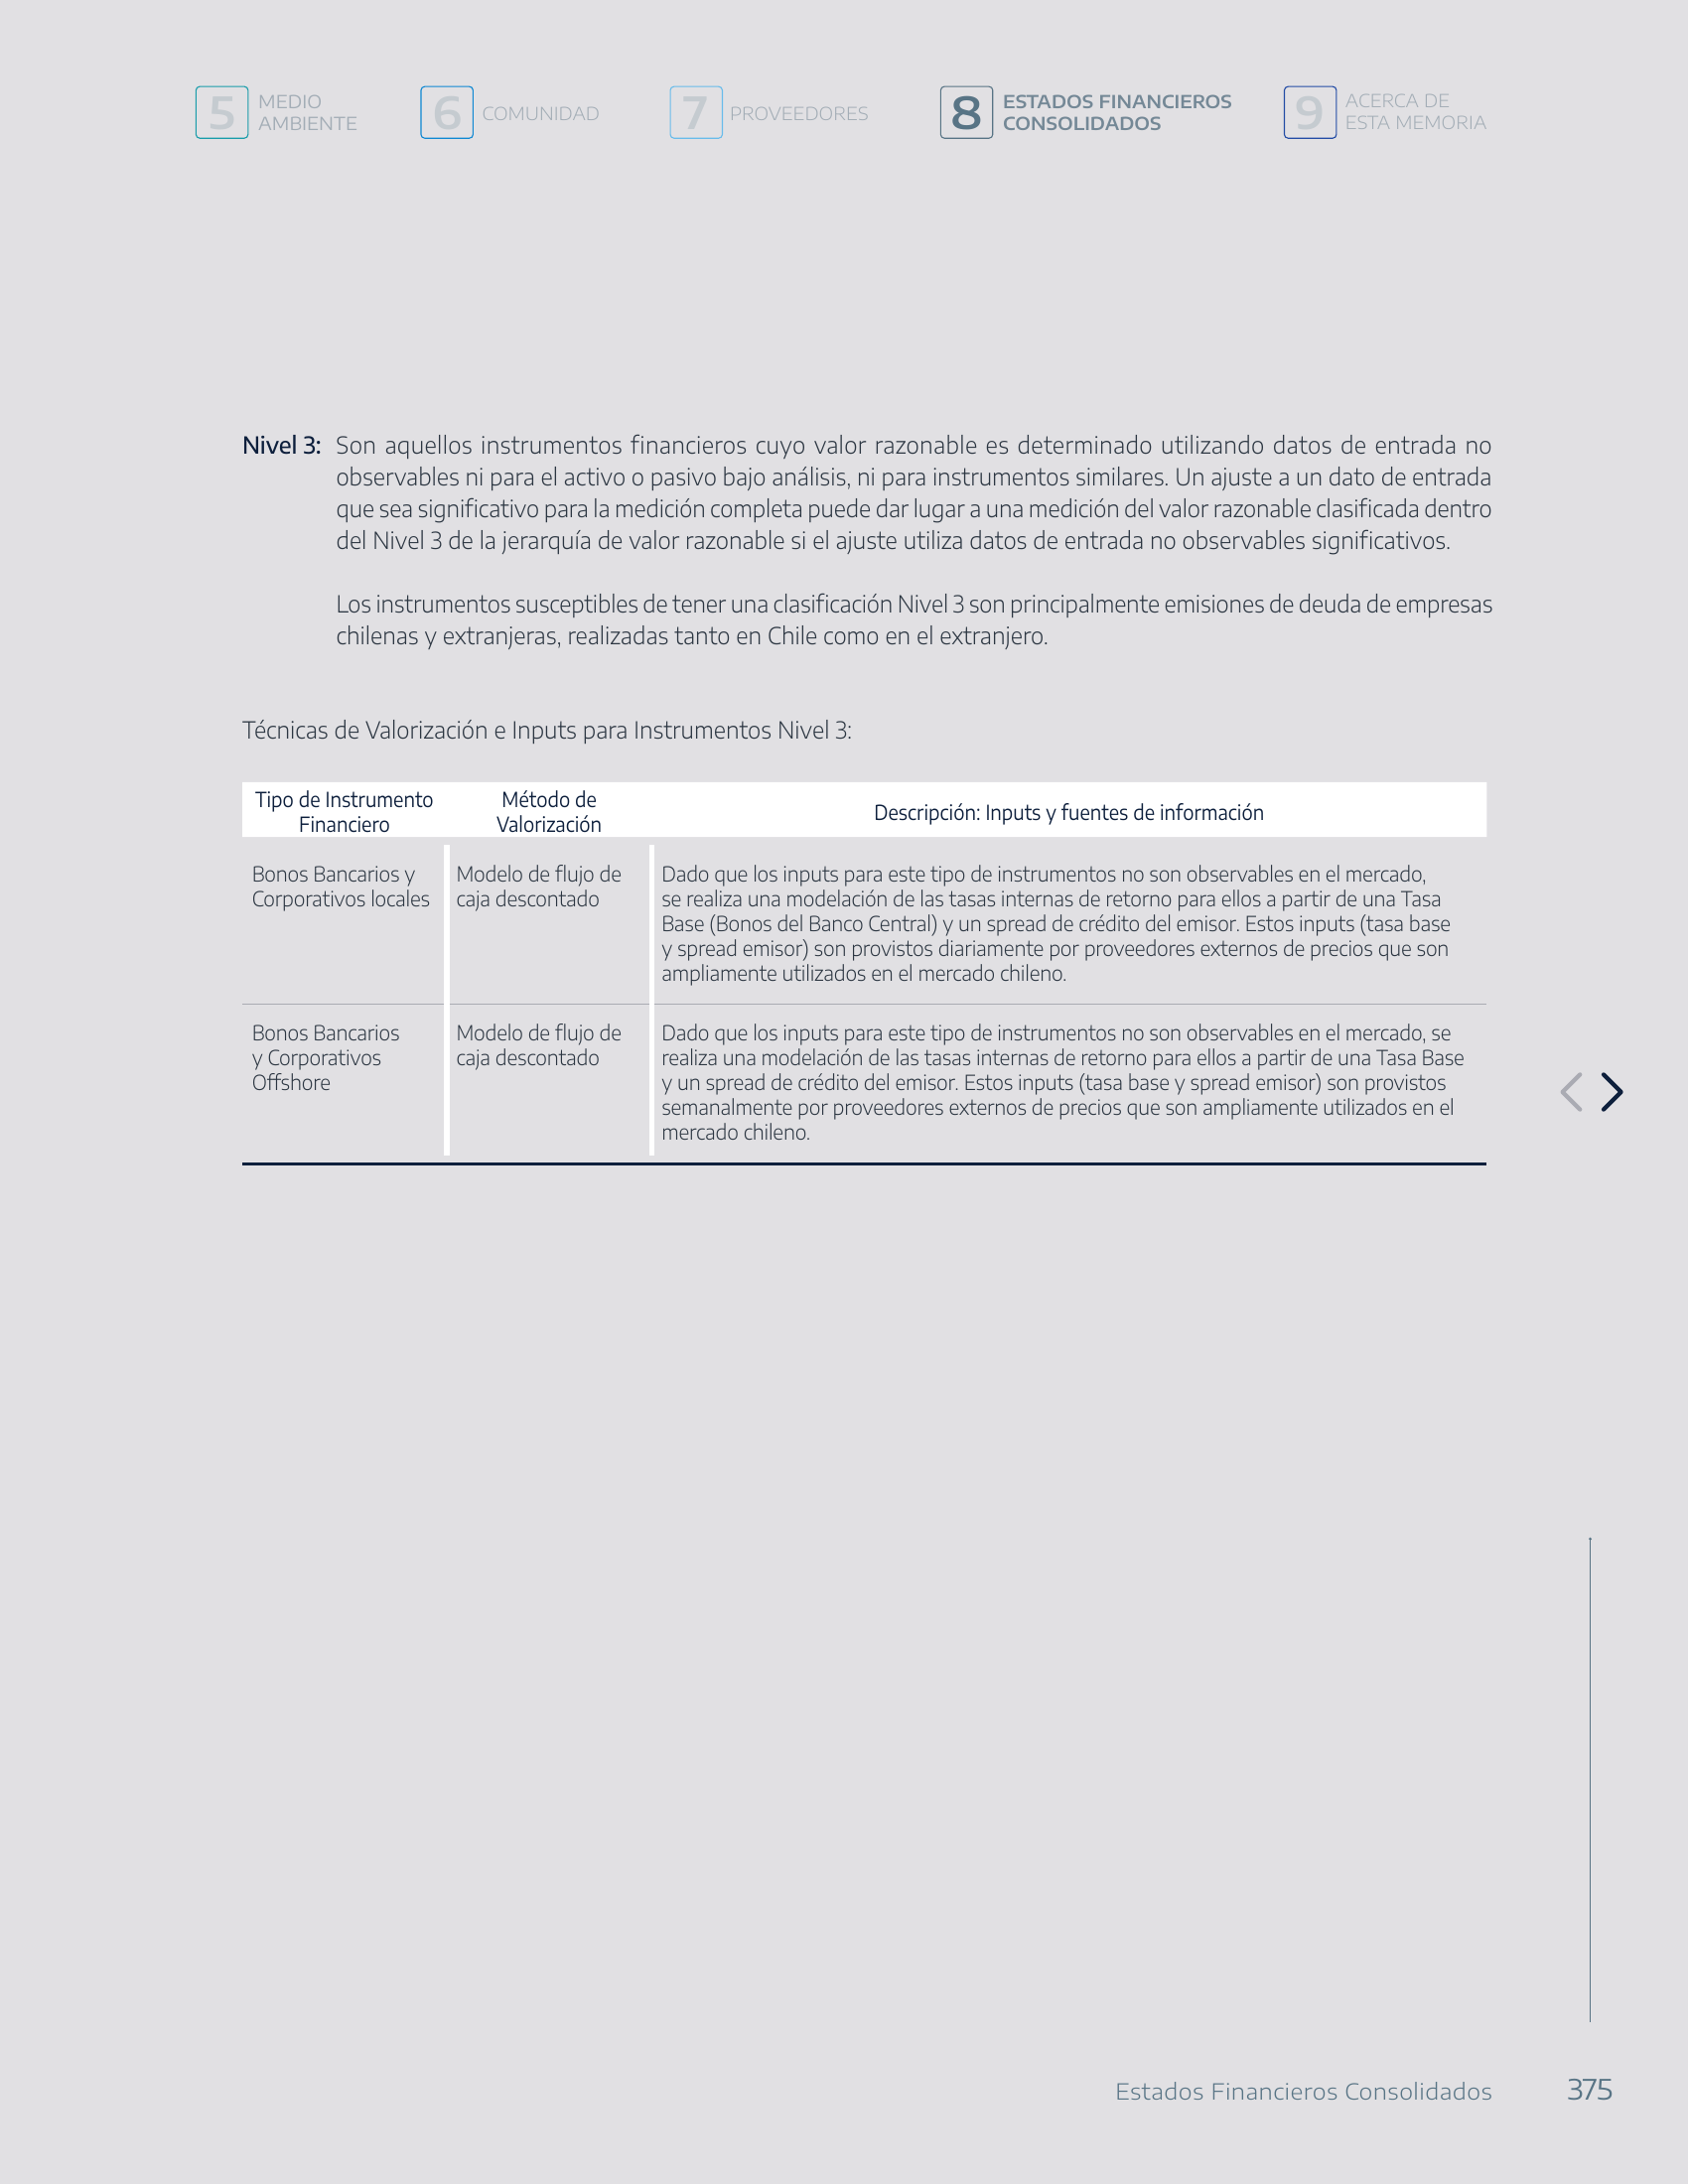 5 MEDIO
AMBIENTE
6 COMUNIDAD
7 PROVEEDORES
8 ESTADOS FINANCIEROS
CONSOLIDADOS
9 ACERCA DE
ESTA MEMORIA
Nivel 3: Son aquellos instrumentos financieros cuyo valor razonable es determinado utilizando datos de entrada no
observables ni para el activo o pasivo bajo análisis, ni para instrumentos similares. Un ajuste a un dato de entrada
que sea significativo para la medición completa puede dar lugar a una medición del valor razonable clasificada dentro
del Nivel 3 de la jerarquía de valor razonable si el ajuste utiliza datos de entrada no observables significativos.
Los instrumentos susceptibles de tener una clasificación Nivel 3 son principalmente emisiones de deuda de empresas
chilenas y extranjeras, realizadas tanto en Chile como en el extranjero.
Técnicas de Valorización e Inputs para Instrumentos Nivel 3:
Tipo de Instrumento
Financiero
Método de
Valorización
Descripción: Inputs y fuentes de información
Bonos Bancarios y
Corporativos locales
Modelo de flujo de
caja descontado
Dado que los inputs para este tipo de instrumentos no son observables en el mercado,
se realiza una modelación de las tasas internas de retorno para ellos a partir de una Tasa
Base (Bonos del Banco Central) y un spread de crédito del emisor. Estos inputs (tasa base
y spread emisor) son provistos diariamente por proveedores externos de precios que son
ampliamente utilizados en el mercado chileno.
Bonos Bancarios
y Corporativos
Offshore
Modelo de flujo de
caja descontado
Dado que los inputs para este tipo de instrumentos no son observables en el mercado, se
realiza una modelación de las tasas internas de retorno para ellos a partir de una Tasa Base
y un spread de crédito del emisor. Estos inputs (tasa base y spread emisor) son provistos
semanalmente por proveedores externos de precios que son ampliamente utilizados en el
mercado chileno.
Estados Financieros Consolidados 375